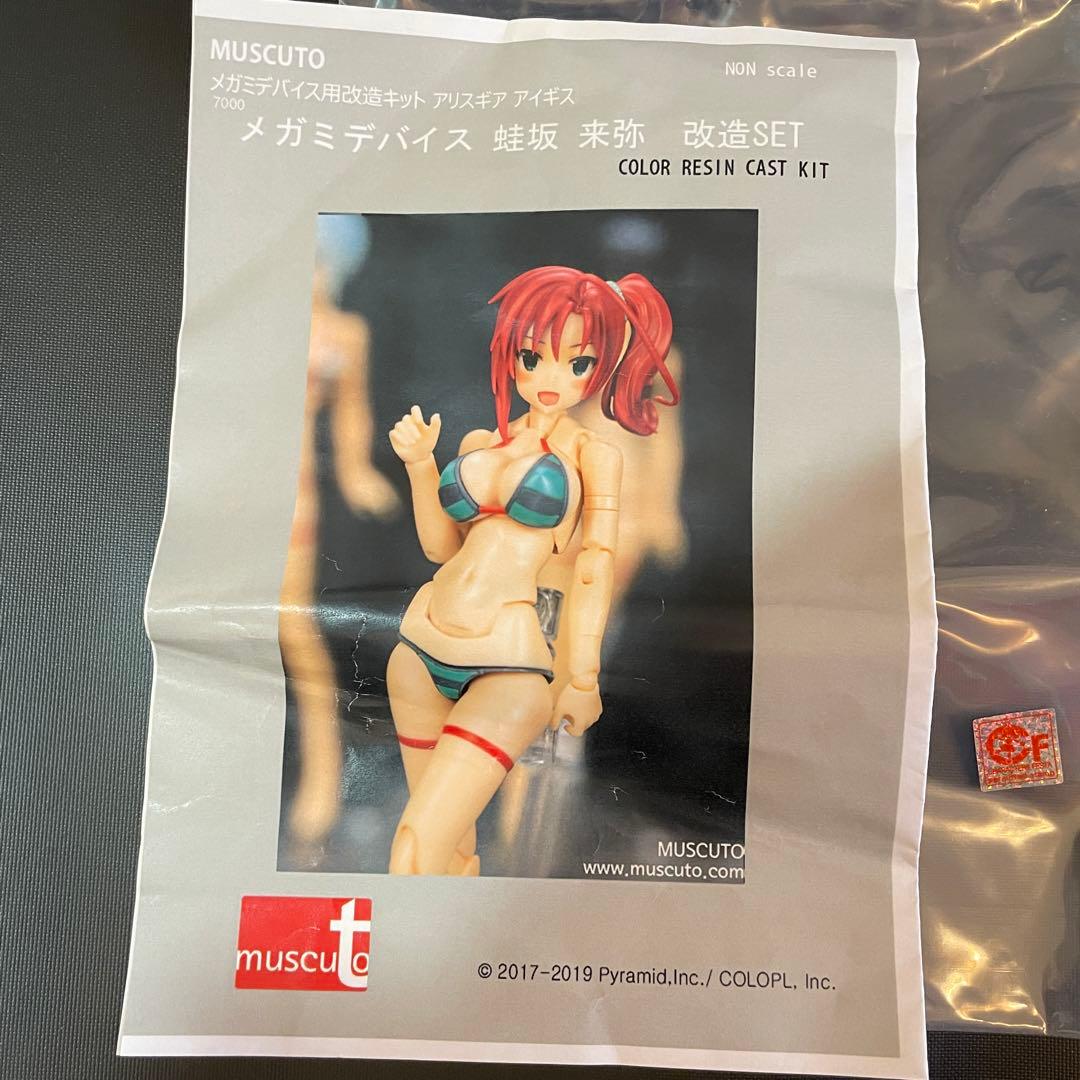 MUSCUTO
NON scale
メガミデバイス用改造キット アリスギア アイギス
7000
メガミデバイス 蛙坂 来弥 改造SET
COLOR RESIN CAST KIT
MUSCUTO
www.muscuto.com
muscuto
© 2017-2019 Pyramid,Inc./ COLOPL, Inc.
F